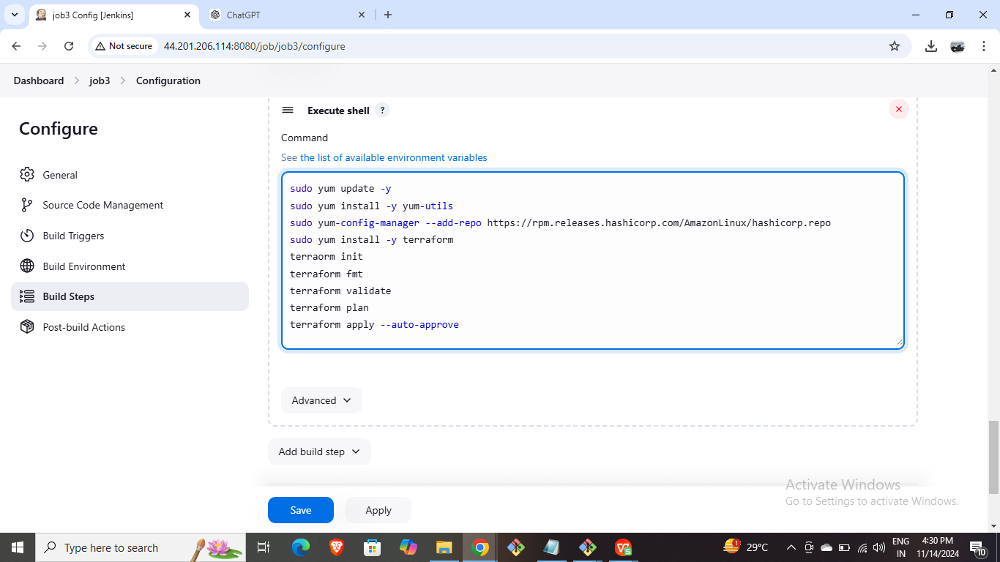 job3 Config [Jenkins]
ChatGPT
Not secure
44.201.206.114:8080/job/job3/configure
Dashboard
job3
Configuration
Configure
General
Source Code Management
Build Triggers
Build Environment
Build Steps
Post-build Actions
Execute shell ?
Command
See the list of available environment variables
sudo yum update -y
sudo yum install -y yum-utils
sudo yum-config-manager --add-repo https://rpm.releases.hashicorp.com/AmazonLinux/hashicorp.repo
sudo yum install -y terraform
terraorm init
terraform fmt
terraform validate
terraform plan
terraform apply --auto-approve
Advanced
Add build step
Save
Apply
Activate Windows
Go to Settings to activate Windows.
Type here to search
1
29°C
ENG
IN
4:30 PM
11/14/2024
10